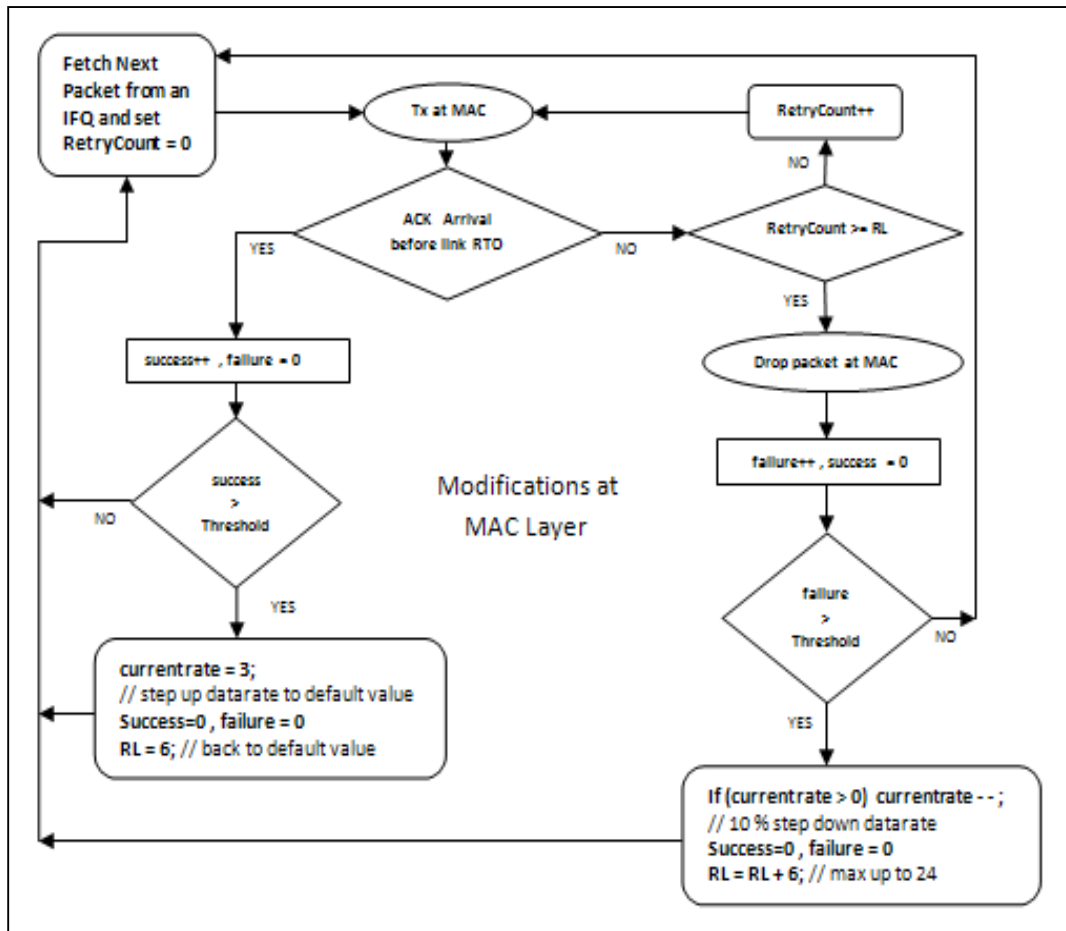 Fetch Next
Packet from an
IFQ and set
RetryCount = 0
Tx at MAC
RetryCount++
NO
ACK Arrival
before link RTO
YES
NO
RetryCount >= RL
YES
success++ , failure = 0
Drop packet at MAC
failure++ , success = 0
success
>
Threshold
NO
YES
Modifications at
MAC Layer
failure
>
Threshold
NO
YES
currentrate = 3;
// step up datarate to default value
Success=0 , failure = 0
RL = 6; // back to default value
If (currentrate > 0) currentrate - - ;
// 10 % step down datarate
Success=0 , failure = 0
RL = RL + 6; // max up to 24